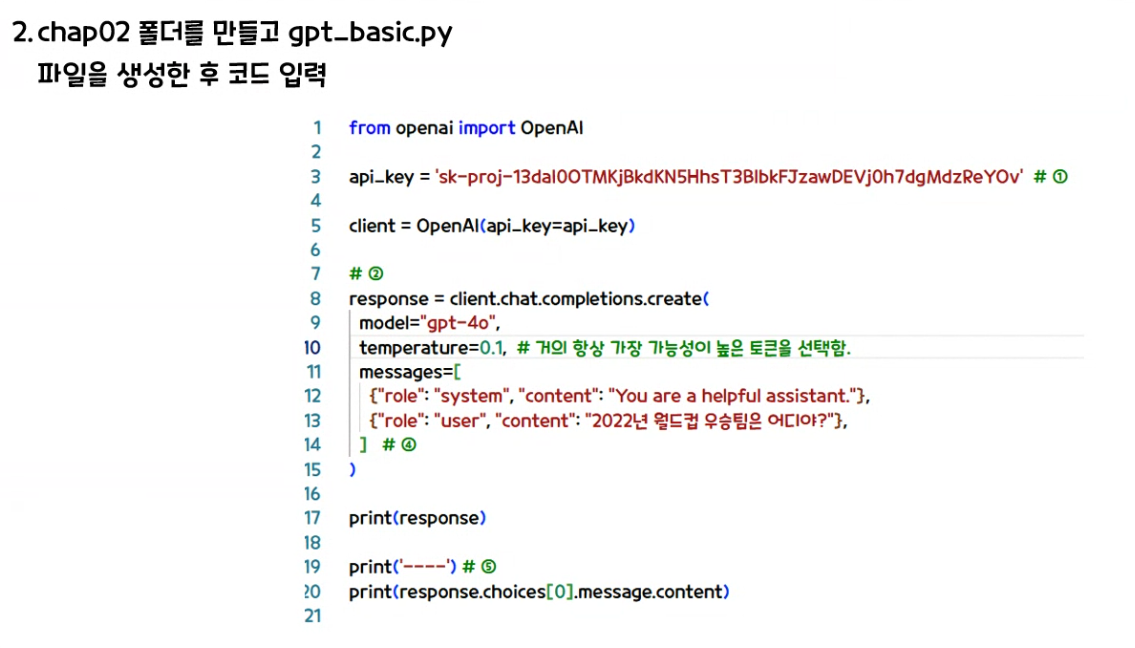 2. chap02 폴더를 만들고 gpt_basic.py
파일을 생성한 후 코드 입력
1 from openai import OpenAI
2
3 api_key = 'sk-proj-13dal0OTMKjBkdKN5HhsT3BlbkFJzawDEVj0h7dgMdzReYOv' # ①
4
5 client = OpenAI(api_key=api_key)
6
7 # ②
8 response = client.chat.completions.create(
9 model="gpt-4o",
10 temperature=0.1, # 거의 항상 가장 가능성이 높은 토큰을 선택함.
11 messages=[
12 {"role": "system", "content": "You are a helpful assistant."},
13 {"role": "user", "content": "2022년 월드컵 우승팀은 어디야?"},
14 ] # ④
15 )
16
17 print(response)
18
19 print('----') # ⑤
20 print(response.choices[0].message.content)
21